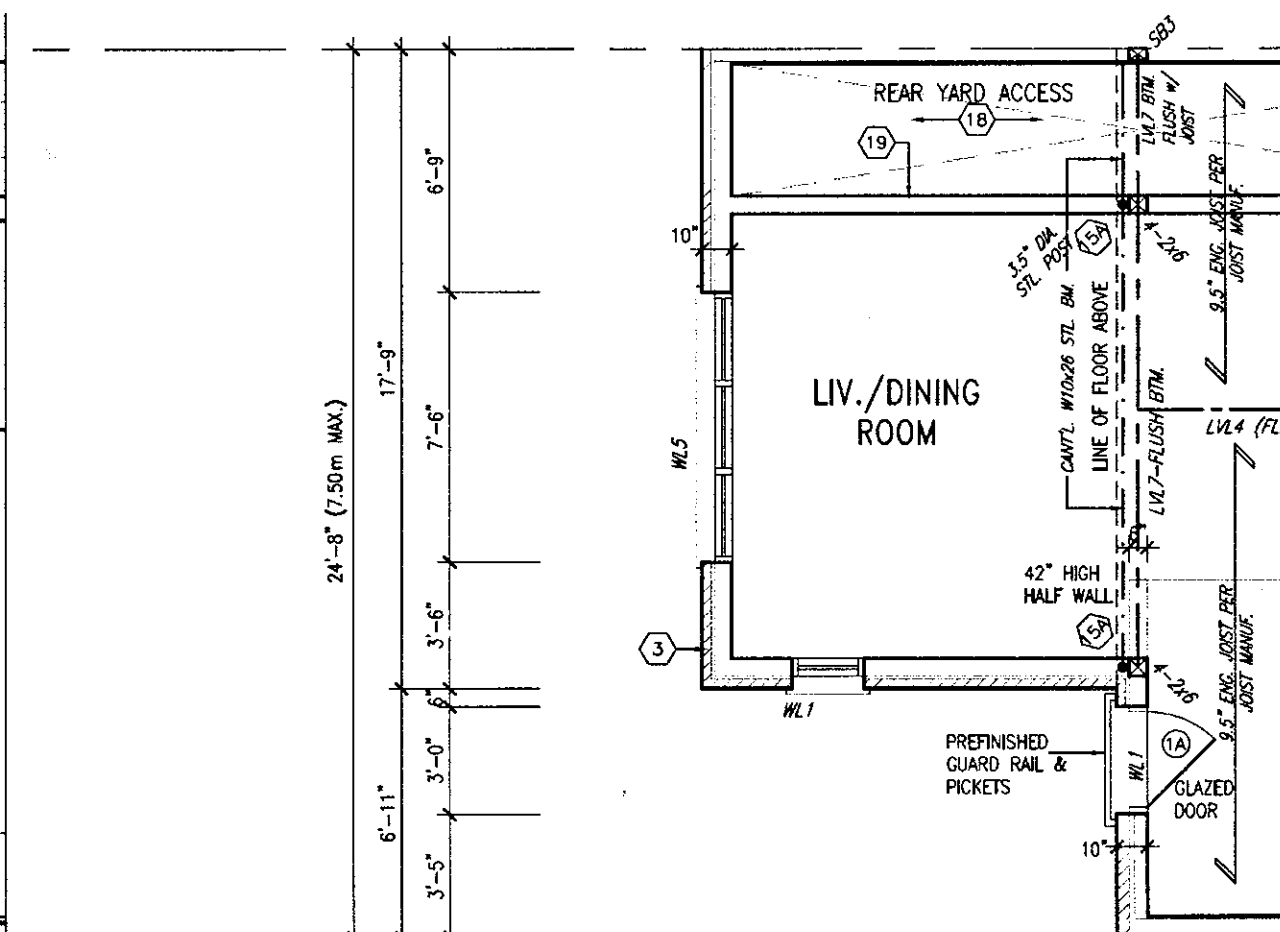 SB3
REAR YARD ACCESS
18
19
LVL7 BTM.
FLUSH W/
JOIST
6'-9"
10"
3.5" DIA.
STL. POST
15A
4-2x6
9.5" ENG. JOIST PER
JOIST MANUF.
CANT'L. W10x26 STL. BM.
LINE OF FLOOR ABOVE
LVL7-FLUSH BTM.
LVL4 (FL
17'-9"
24'-8" (7.50m MAX.)
7'-6"
WL5
LIV./DINING
ROOM
42" HIGH
HALF WALL
15A
4-2x6
9.5" ENG. JOIST PER
JOIST MANUF.
3'-6"
3
6"
WL1
3'-0"
6'-11"
PREFINISHED
GUARD RAIL &
PICKETS
WL1
1A
GLAZED
DOOR
10"
3'-5"